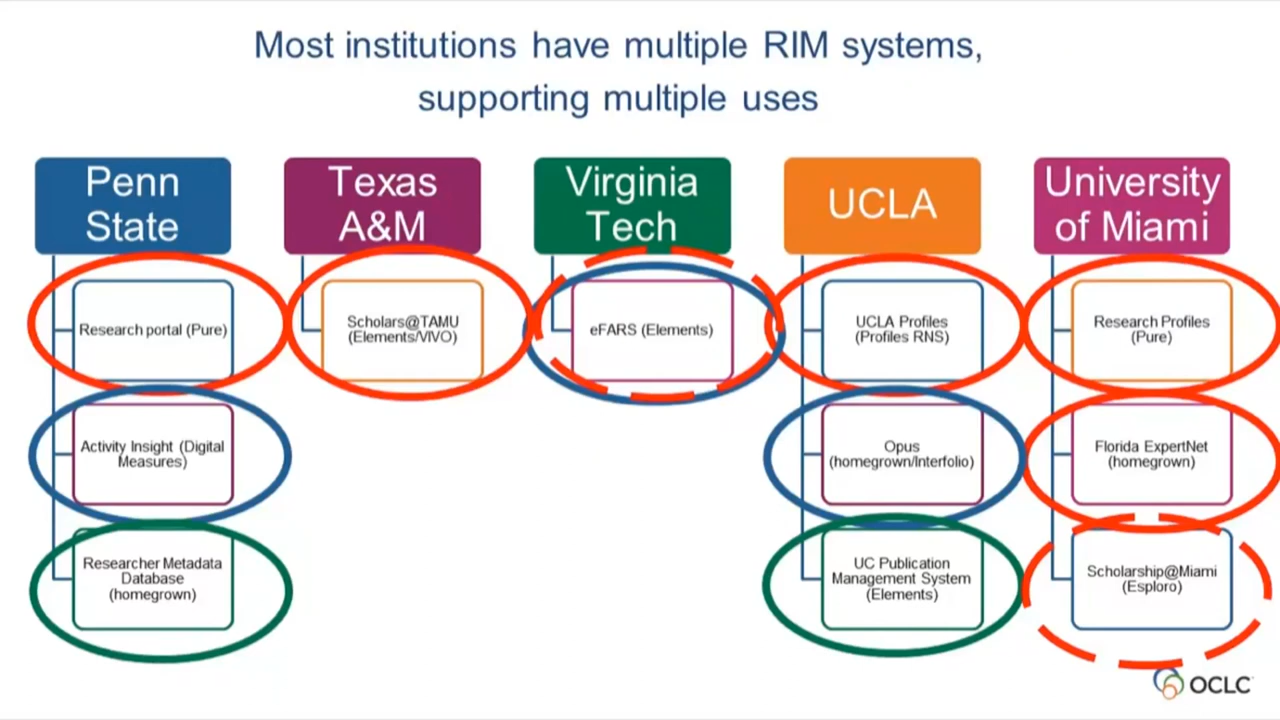 Most institutions have multiple RIM systems,
supporting multiple uses
Penn
State
Research portal (Pure)
Activity Insight (Digital
Measures)
Researcher Metadata
Database
(homegrown)
Texas
A&M
Scholars@TAMU
(Elements/VIVO)
Virginia
Tech
eFARS (Elements)
UCLA
UCLA Profiles
(Profiles RNS)
Opus
(homegrown/Interfolio)
UC Publication
Management System
(Elements)
University
of Miami
Research Profiles
(Pure)
Florida ExpertNet
(homegrown)
Scholarship@Miami
(Esploro)
OCLC